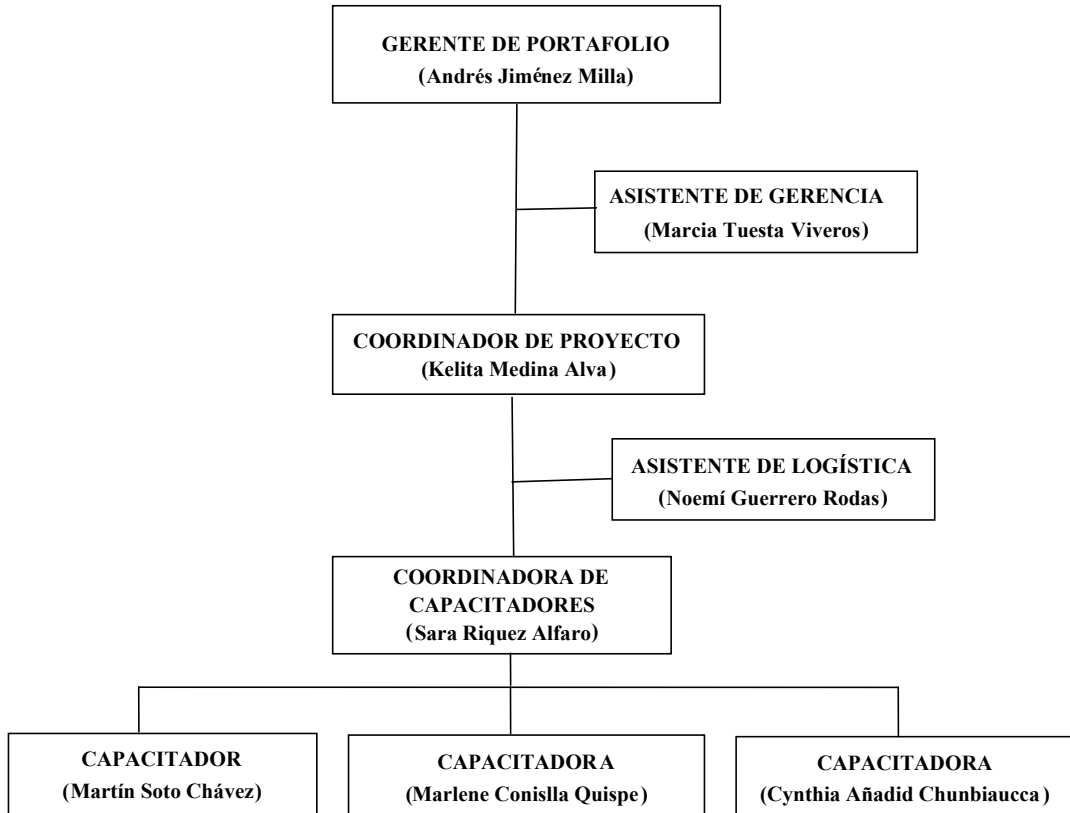 GERENTE DE PORTAFOLIO
(Andrés Jiménez Milla)
ASISTENTE DE GERENCIA
(Marcia Tuesta Viveros)
COORDINADOR DE PROYECTO
(Kelita Medina Alva)
ASISTENTE DE LOGÍSTICA
(Noemí Guerrero Rodas)
COORDINADORA DE
CAPACITADORES
(Sara Riquez Alfaro)
CAPACITADOR
(Martín Soto Chávez)
CAPACITADORA
(Marlene Conislla Quispe)
CAPACITADORA
(Cynthia Añadid Chunbiaucca)